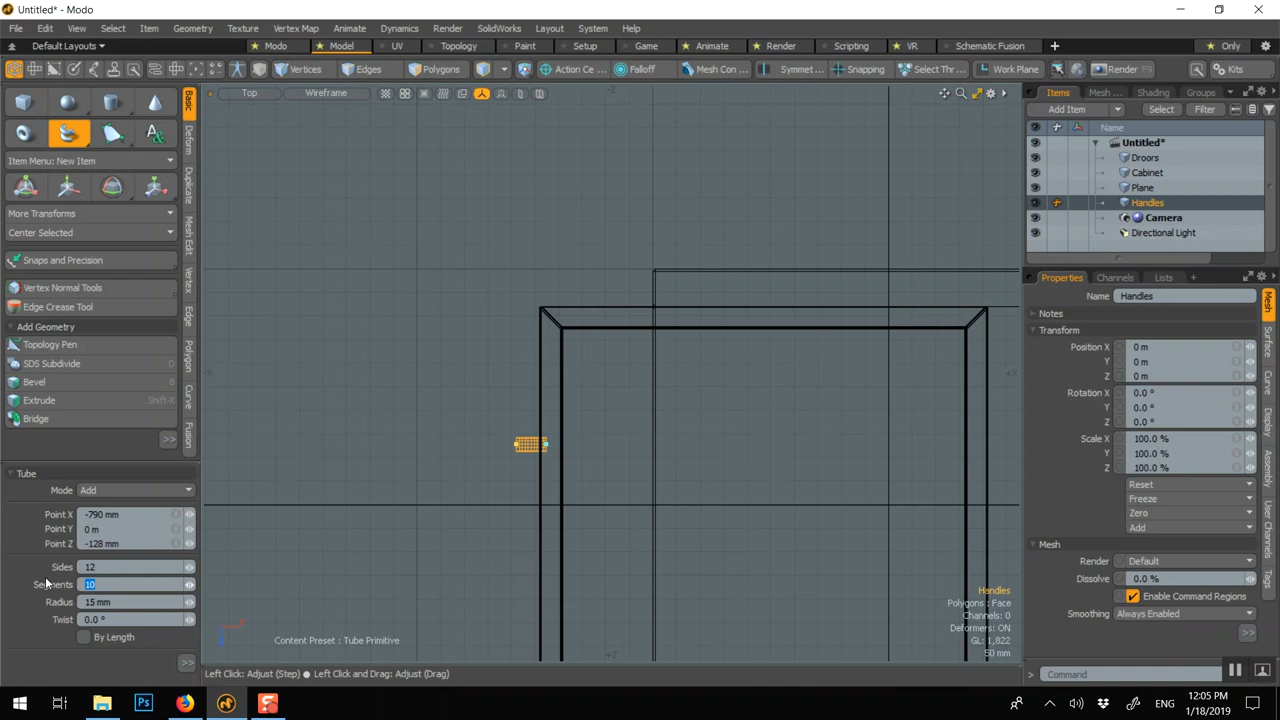 Untitled* - Modo
File Edit View Select Item Geometry Texture Vertex Map Animate Dynamics Render SolidWorks Layout System Help
Default Layouts Modo Model UV Topology Paint Setup Game Animate Render Scripting VR Schematic Fusion Only
Vertices Edges Polygons Action Ce ... Falloff Mesh Con ... Symmet ... Snapping Select Thr ... Work Plane Render Kits
Top Wireframe
Item Menu: New Item
More Transforms
Center Selected
Snaps and Precision
Vertex Normal Tools
Edge Crease Tool
Add Geometry
Topology Pen
SDS Subdivide D
Bevel B
Extrude Shift-X
Bridge
>>
Basic
Deform
Duplicate
Mesh Edit
Vertex
Edge
Polygon
Curve
Fusion
Tube
Mode Add
Point X -790 mm
Point Y 0 m
Point Z -128 mm
Sides 12
Segments 10
Radius 15 mm
Twist 0.0 °
By Length
>>
-Z
-X
+X
+Z
Content Preset : Tube Primitive
Handles
Polygons : Face
Channels: 0
Deformers: ON
GL: 1,822
50 mm
Left Click: Adjust (Step) ● Left Click and Drag: Adjust (Drag)
Items Mesh ... Shading Groups
Add Item Select Filter
Name
Untitled*
Droors
Cabinet
Plane
Handles
Camera
Directional Light
Properties Channels Lists +
Name Handles
Notes
Transform
Position X 0 m
Y 0 m
Z 0 m
Rotation X 0.0 °
Y 0.0 °
Z 0.0 °
Scale X 100.0 %
Y 100.0 %
Z 100.0 %
Reset
Freeze
Zero
Add
Mesh
Render Default
Dissolve 0.0 %
Enable Command Regions
Smoothing Always Enabled
>>
Mesh
Surface
Curve
Display
Assembly
User Channels
Tags
> Command
Ps
ENG
12:05 PM
1/18/2019